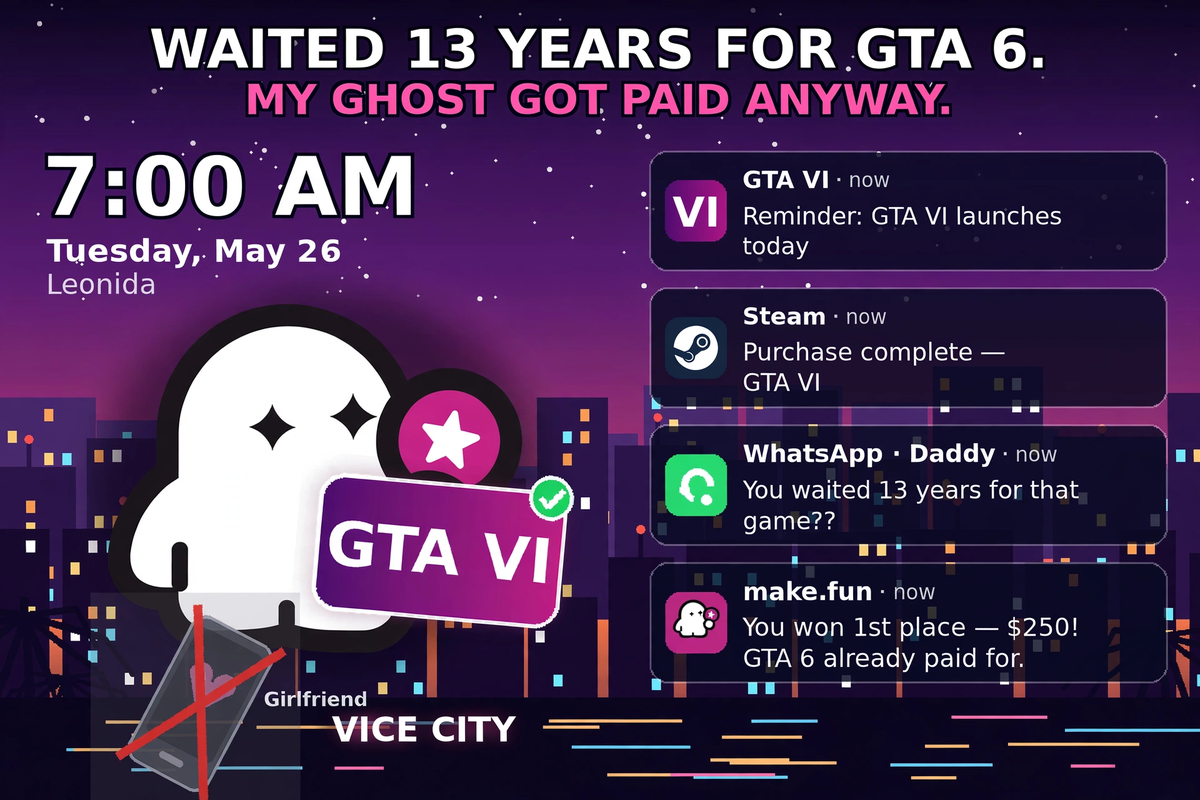 WAITED 13 YEARS FOR GTA 6.
MY GHOST GOT PAID ANYWAY.
7:00 AM
Tuesday, May 26
Leonida
GTA VI
Girlfriend
VICE CITY
VI
GTA VI · now
Reminder: GTA VI launches
today
Steam · now
Purchase complete —
GTA VI
WhatsApp · Daddy · now
You waited 13 years for that
game??
make.fun · now
You won 1st place — $250!
GTA 6 already paid for.